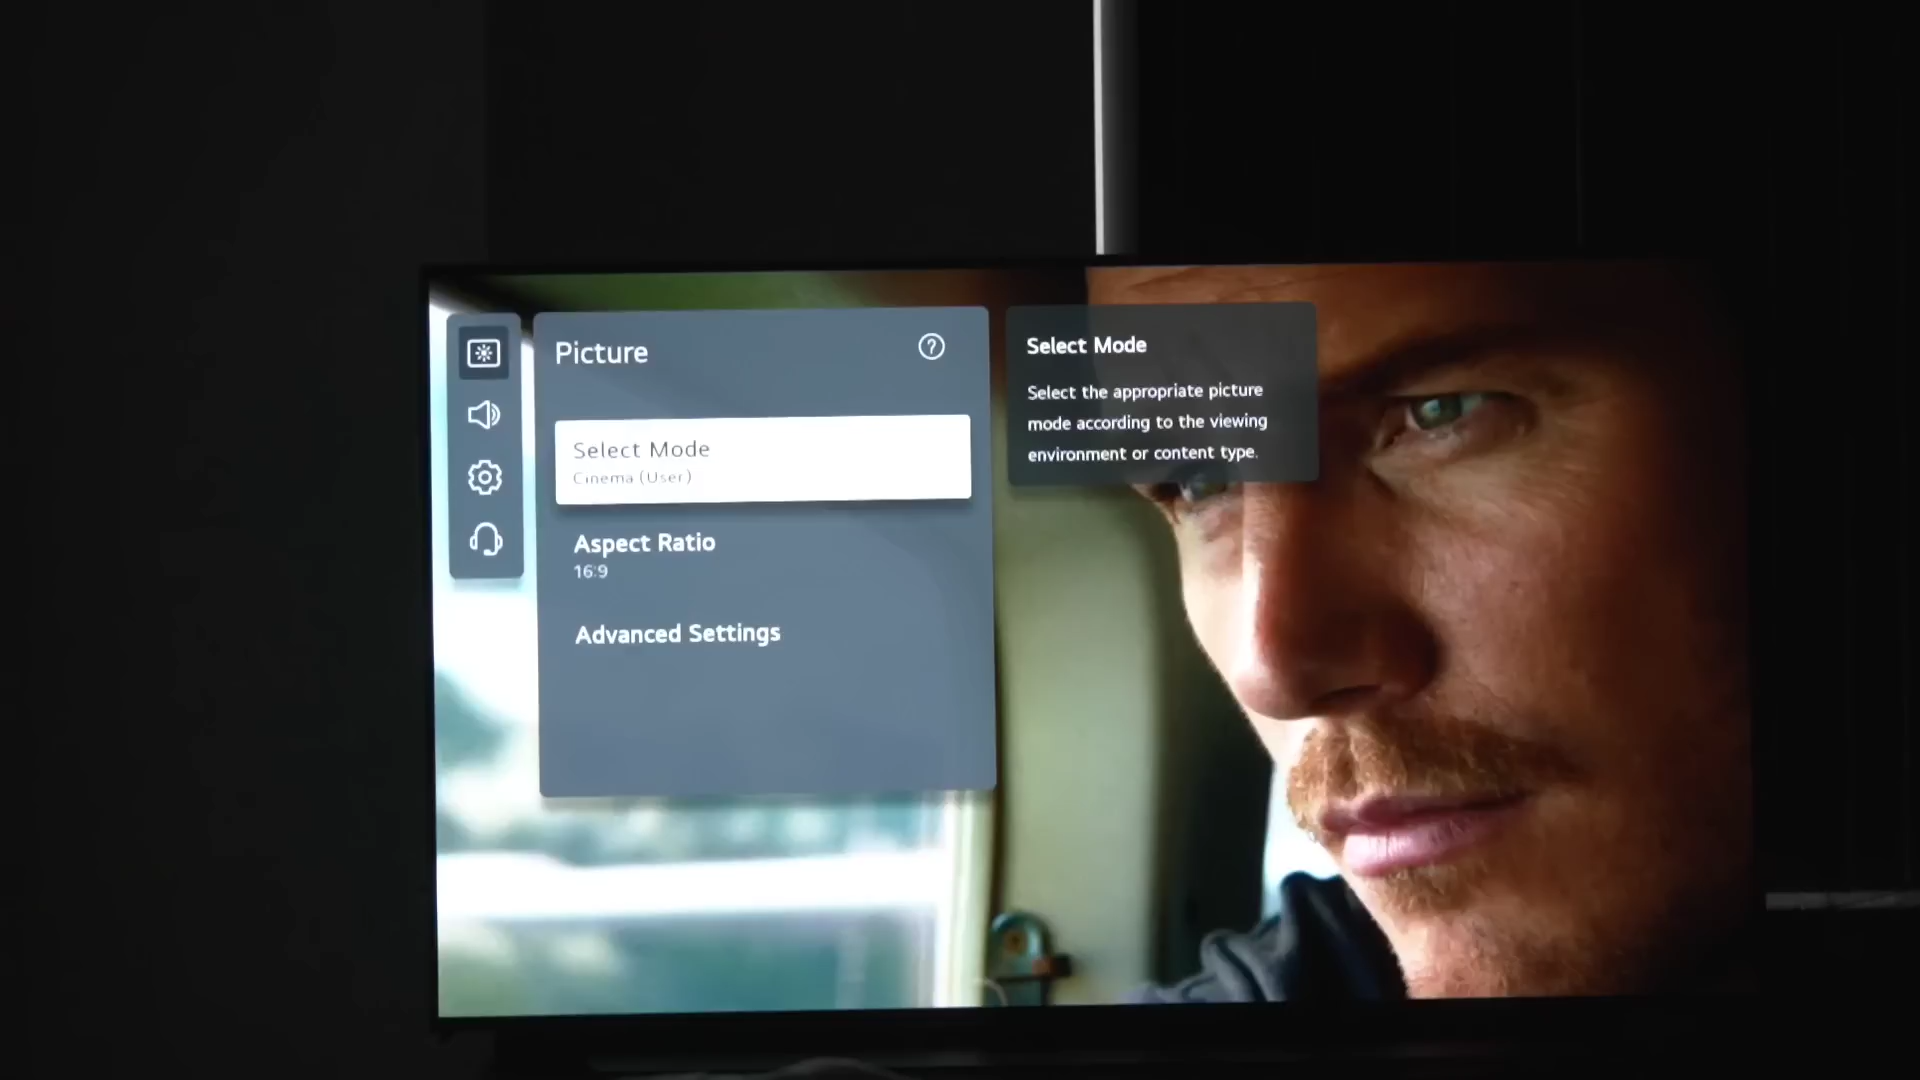 Picture
Select Mode
Cinema (User)
Aspect Ratio
16:9
Advanced Settings
Select Mode
Select the appropriate picture
mode according to the viewing
environment or content type.